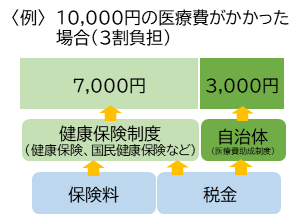 〈例〉 10,000円の医療費がかかった
場合(3割負担)
7,000円
3,000円
健康保険制度
(健康保険、国民健康保険など)
自治体
(医療費助成制度)
保険料
税金